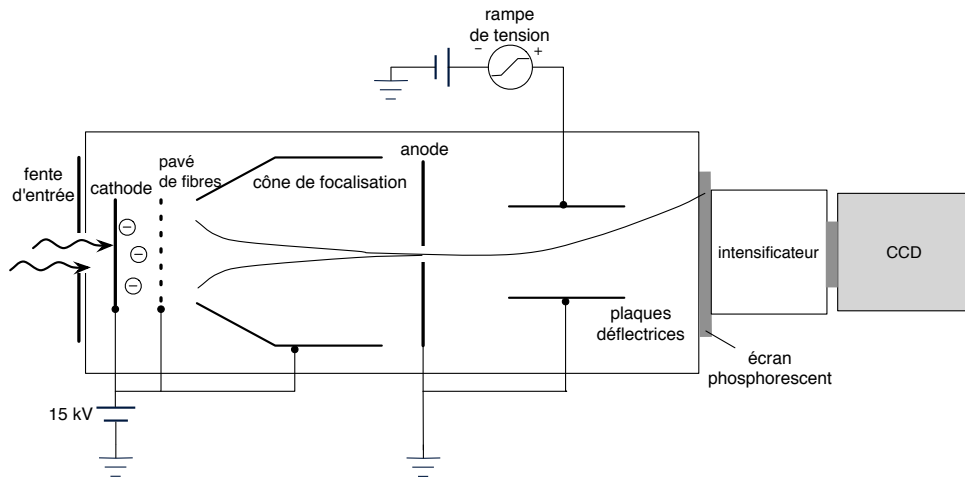 rampe
de tension
− +
anode
pavé
de fibres
fente
d'entrée
cathode
cône de focalisation
intensificateur
CCD
plaques
déflectrices
écran
phosphorescent
15 kV